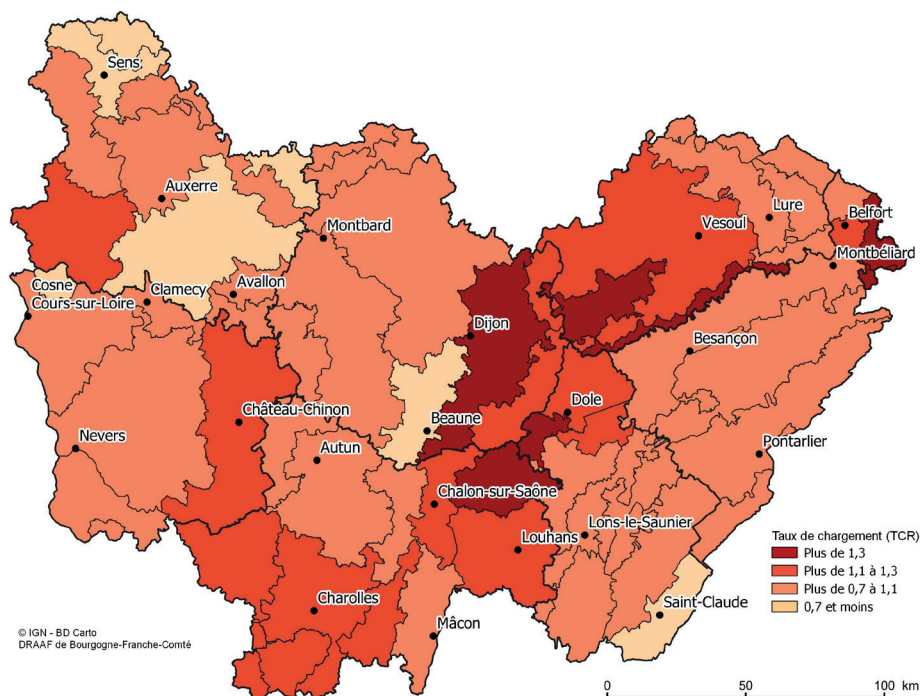 Sens
Auxerre
Montbard
Vesoul
Lure
Belfort
Montbéliard
Cosne
Cours-sur-Loire
Clamecy
Avallon
Dijon
Besançon
Château-Chinon
Beaune
Dole
Nevers
Autun
Pontarlier
Chalon-sur-Saône
Louhans
Lons-le-Saunier
Charolles
Mâcon
Saint-Claude
Taux de chargement (TCR)
Plus de 1,3
Plus de 1,1 à 1,3
Plus de 0,7 à 1,1
0,7 et moins
© IGN - BD Carto
DRAAF de Bourgogne-Franche-Comté
0 50 100 km